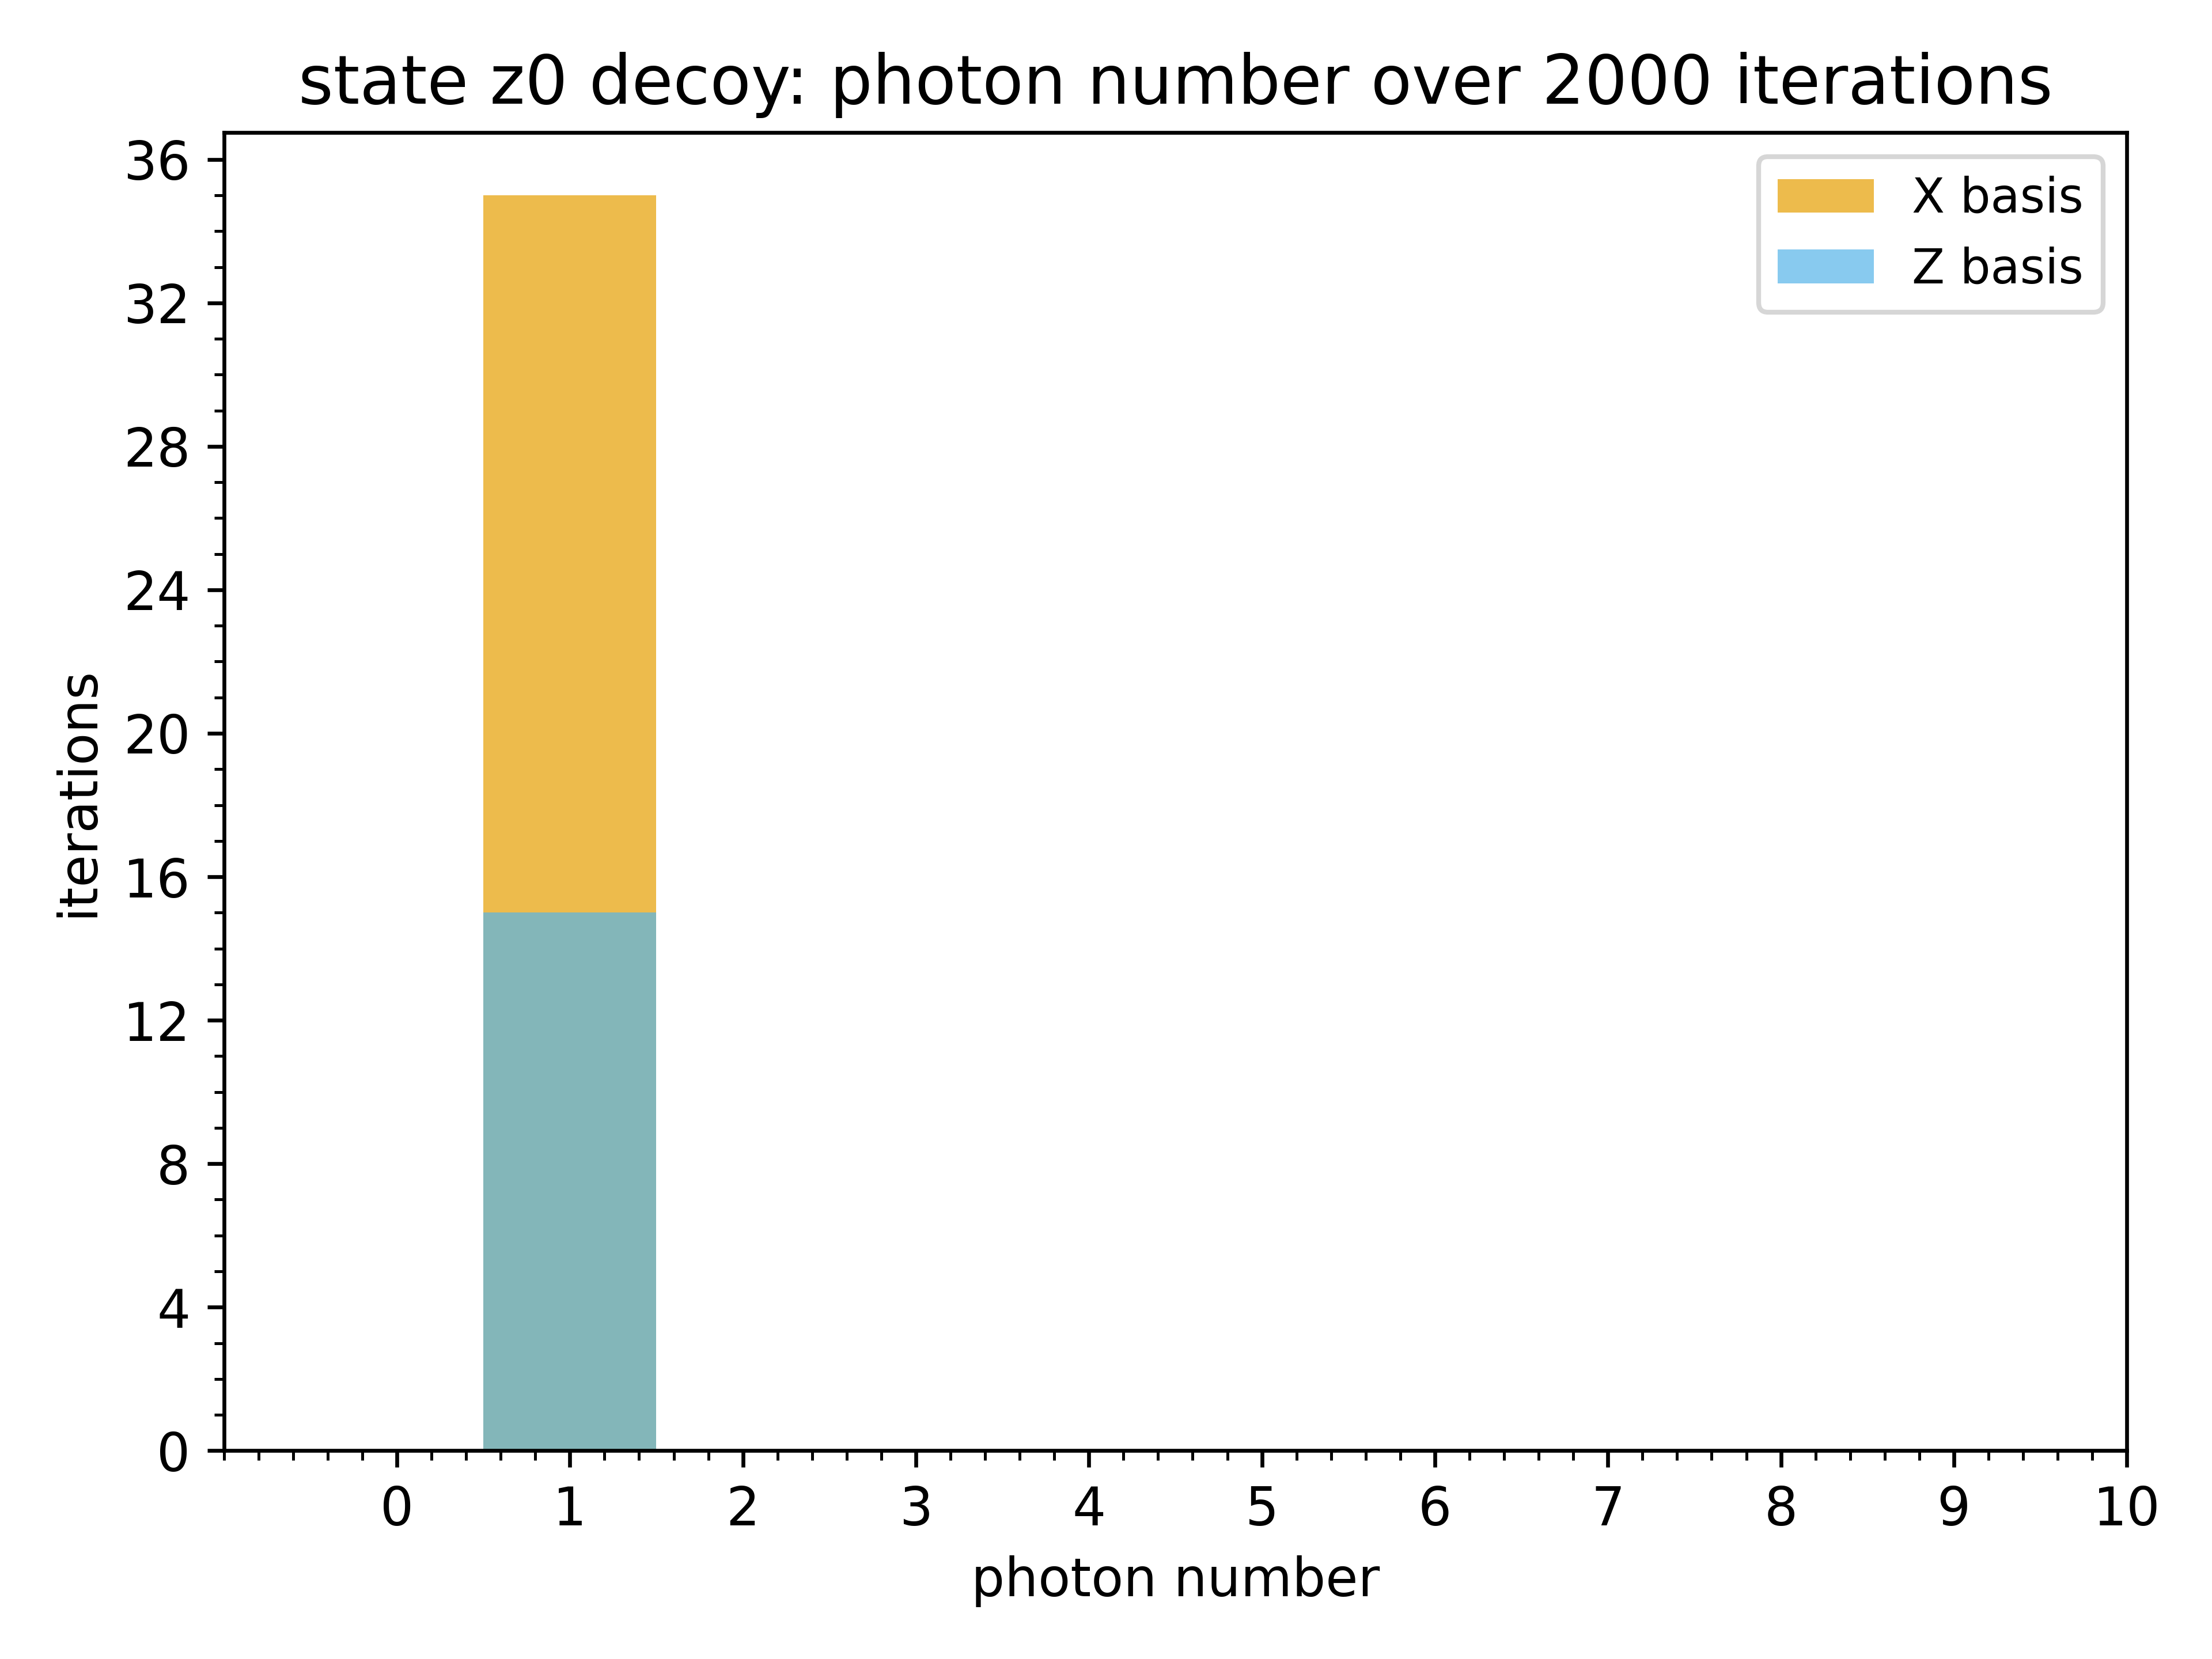 state z0 decoy: photon number over 2000 iterations
X basis
Z basis
iterations
36
32
28
24
20
16
12
8
4
0
0 1 2 3 4 5 6 7 8 9 10
photon number